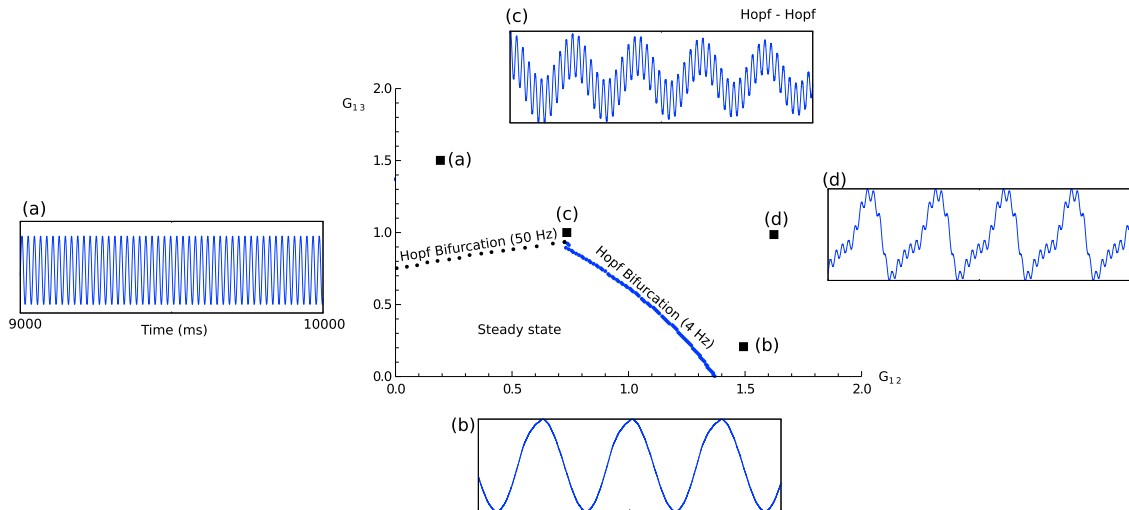 (c)
Hopf - Hopf
2.0
G13
1.5
(a)
(d)
(a)
(c)
(d)
1.0
Hopf Bifurcation (50 Hz)
Hopf Bifurcation (4 Hz)
0.5
Steady state
(b)
9000
Time (ms)
10000
0.0
0.0
0.5
1.0
1.5
2.0
G12
(b)